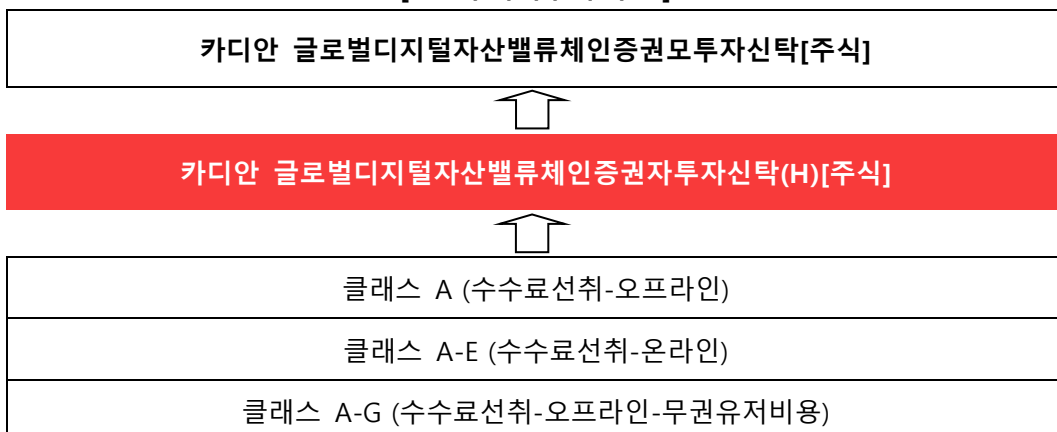 카디안 글로벌디지털자산밸류체인증권모투자신탁[주식]
카디안 글로벌디지털자산밸류체인증권자투자신탁(H)[주식]
클래스 A (수수료선취-오프라인)
클래스 A-E (수수료선취-온라인)
클래스 A-G (수수료선취-오프라인-무권유저비용)